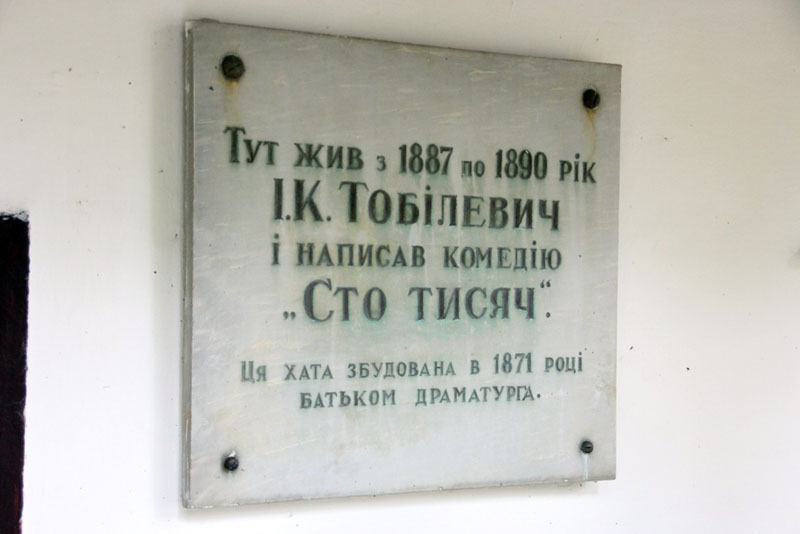 Тут жив з 1887 по 1890 рік
І.К. Тобілевич
і написав комедію
„Сто тисяч“.
Ця хата збудована в 1871 році
батьком драматурга.